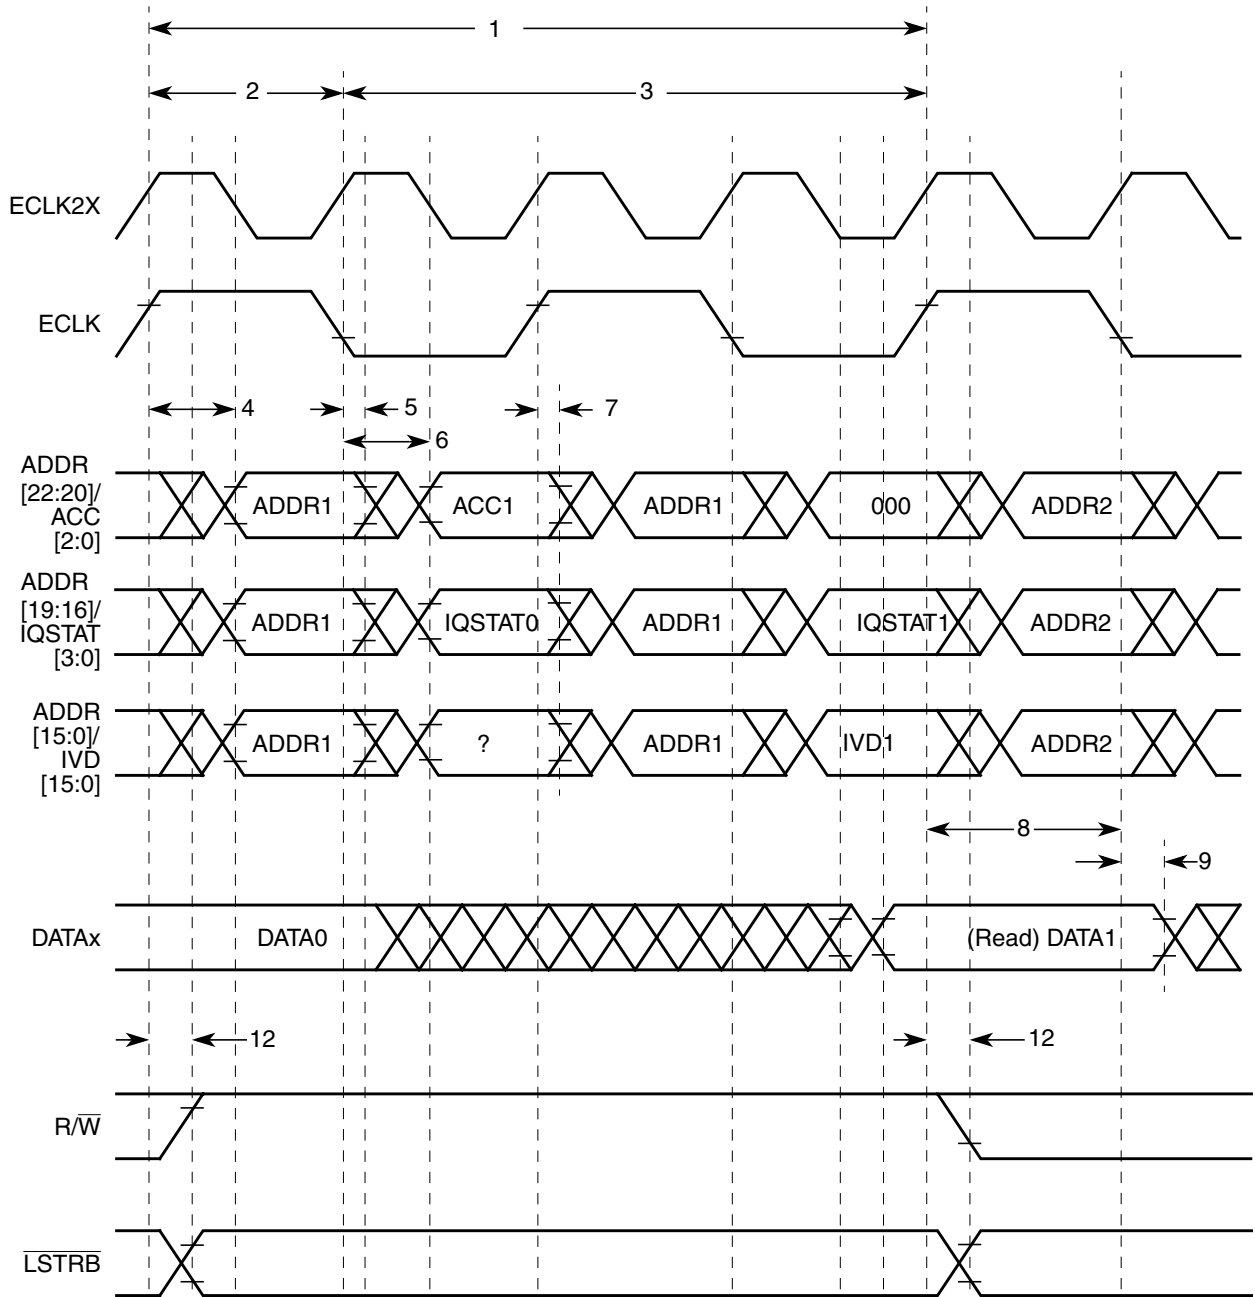 1
2 3
ECLK2X
ECLK
4 5 7
6
ADDR
[22:20]/
ACC
[2:0]
ADDR1 ACC1 ADDR1 000 ADDR2
ADDR
[19:16]/
IQSTAT
[3:0]
ADDR1 IQSTAT0 ADDR1 IQSTAT1 ADDR2
ADDR
[15:0]/
IVD
[15:0]
ADDR1 ? ADDR1 IVD1 ADDR2
8
9
DATAx DATA0 (Read) DATA1
12 12
R/W̅
L̅S̅T̅R̅B̅